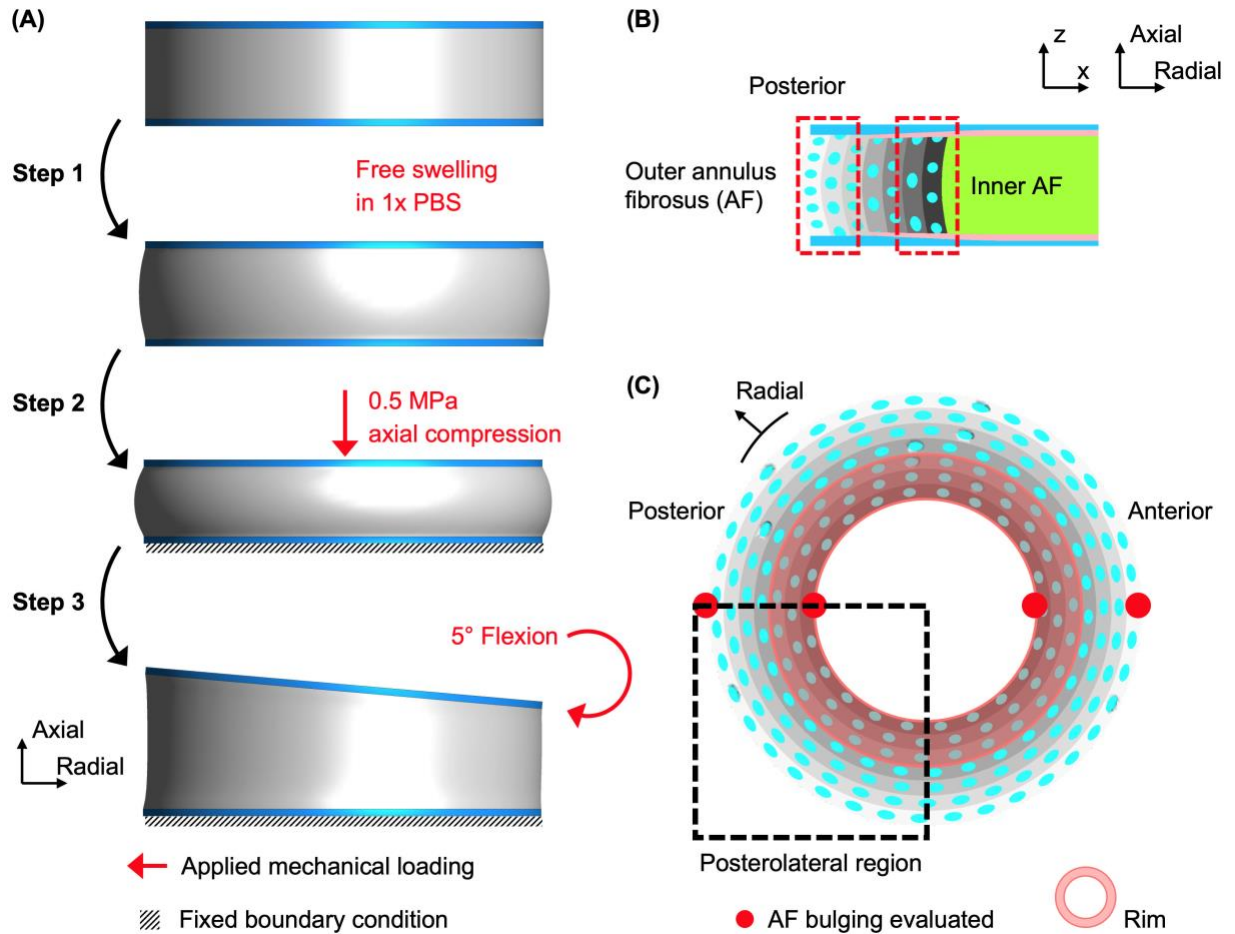 (A)
Step 1
Free swelling
in 1x PBS
Step 2
0.5 MPa
axial compression
Step 3
5° Flexion
Axial
Radial
Applied mechanical loading
Fixed boundary condition
(B)
z
x
Axial
Radial
Posterior
Outer annulus
fibrosus (AF)
Inner AF
(C)
Radial
Posterior
Anterior
Posterolateral region
AF bulging evaluated
Rim